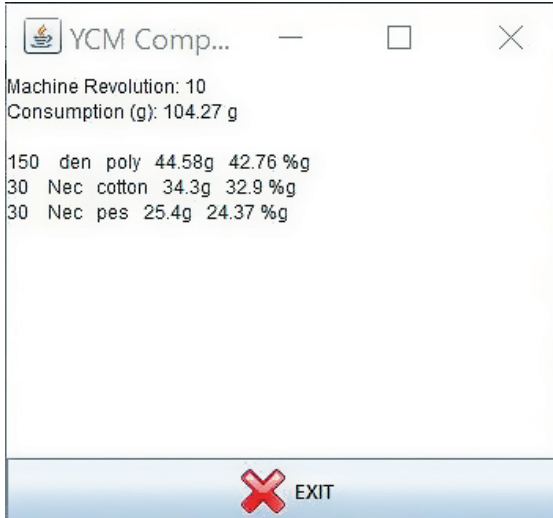 YCM Comp...
Machine Revolution: 10
Consumption (g): 104.27 g
150 den poly 44.58g 42.76 %g
30 Nec cotton 34.3g 32.9 %g
30 Nec pes 25.4g 24.37 %g
EXIT